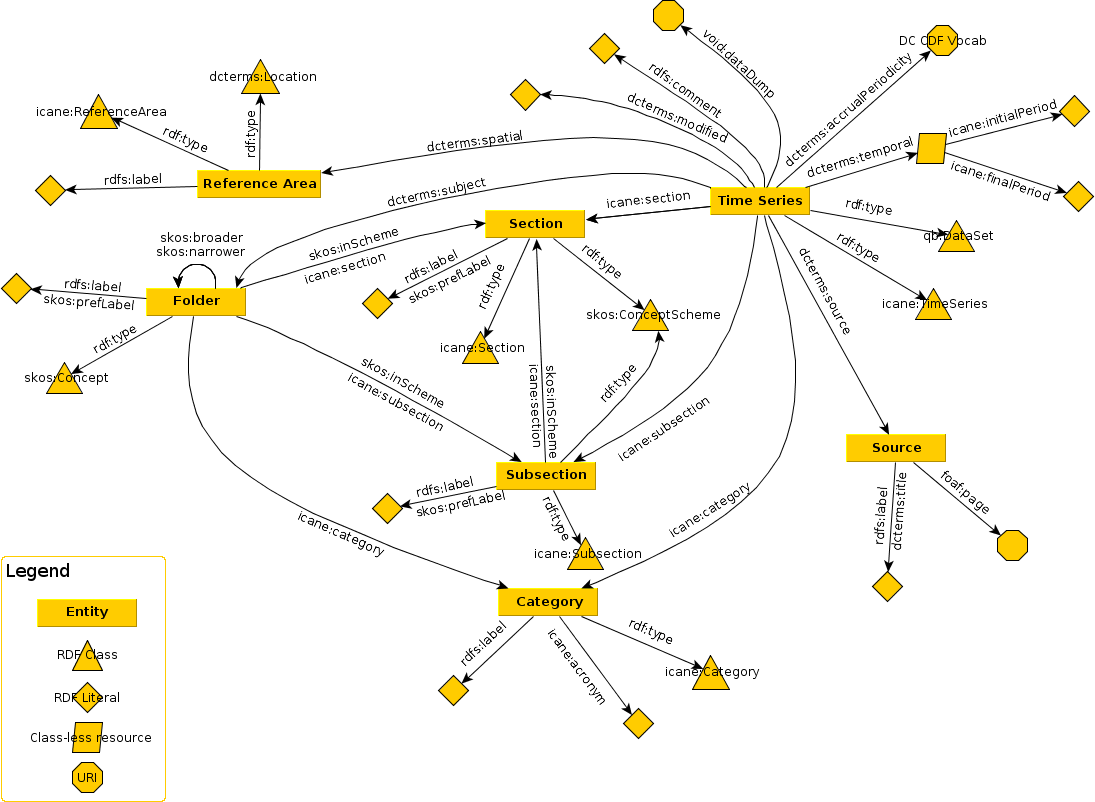 void:dataDump
DC CDF Vocab
rdfs:comment
dcterms:accrualPeriodicity
dcterms:Location
dcterms:modified
icane:initialPeriod
icane:ReferenceArea
rdf:type
rdf:type
dcterms:spatial
dcterms:temporal
icane:finalPeriod
rdfs:label
Reference Area
dcterms:subject
icane:section
Time Series
rdf:type
qb:DataSet
Section
skos:broader
skos:narrower
skos:inScheme
icane:section
rdfs:label
skos:prefLabel
rdf:type
rdf:type
rdf:type
dcterms:source
icane:TimeSeries
rdfs:label
skos:prefLabel
Folder
skos:ConceptScheme
rdf:type
skos:Concept
icane:Section
skos:inScheme
icane:subsection
skos:inScheme
icane:section
rdf:type
icane:subsection
Source
Subsection
rdfs:label
skos:prefLabel
rdf:type
icane:Subsection
icane:category
icane:category
rdfs:label
dcterms:title
foaf:page
Category
rdfs:label
icane:acronym
rdf:type
icane:Category
Legend
Entity
RDF Class
RDF Literal
Class-less resource
URI